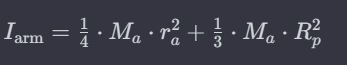 I_arm = 1/4 · M_a · r_a^2 + 1/3 · M_a · R_p^2